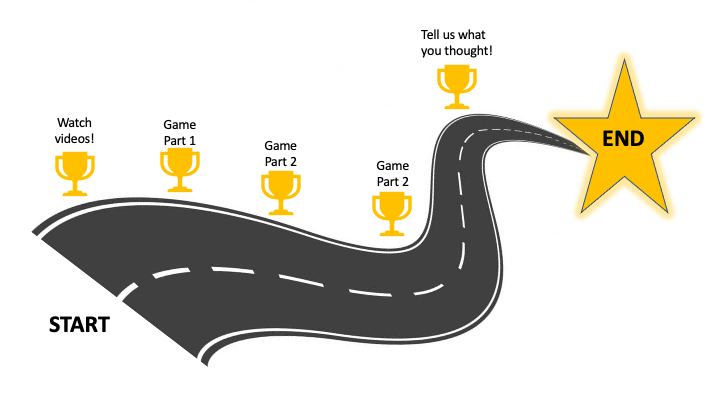 Tell us what
you thought!
Watch
videos!
Game
Part 1
Game
Part 2
Game
Part 2
END
START